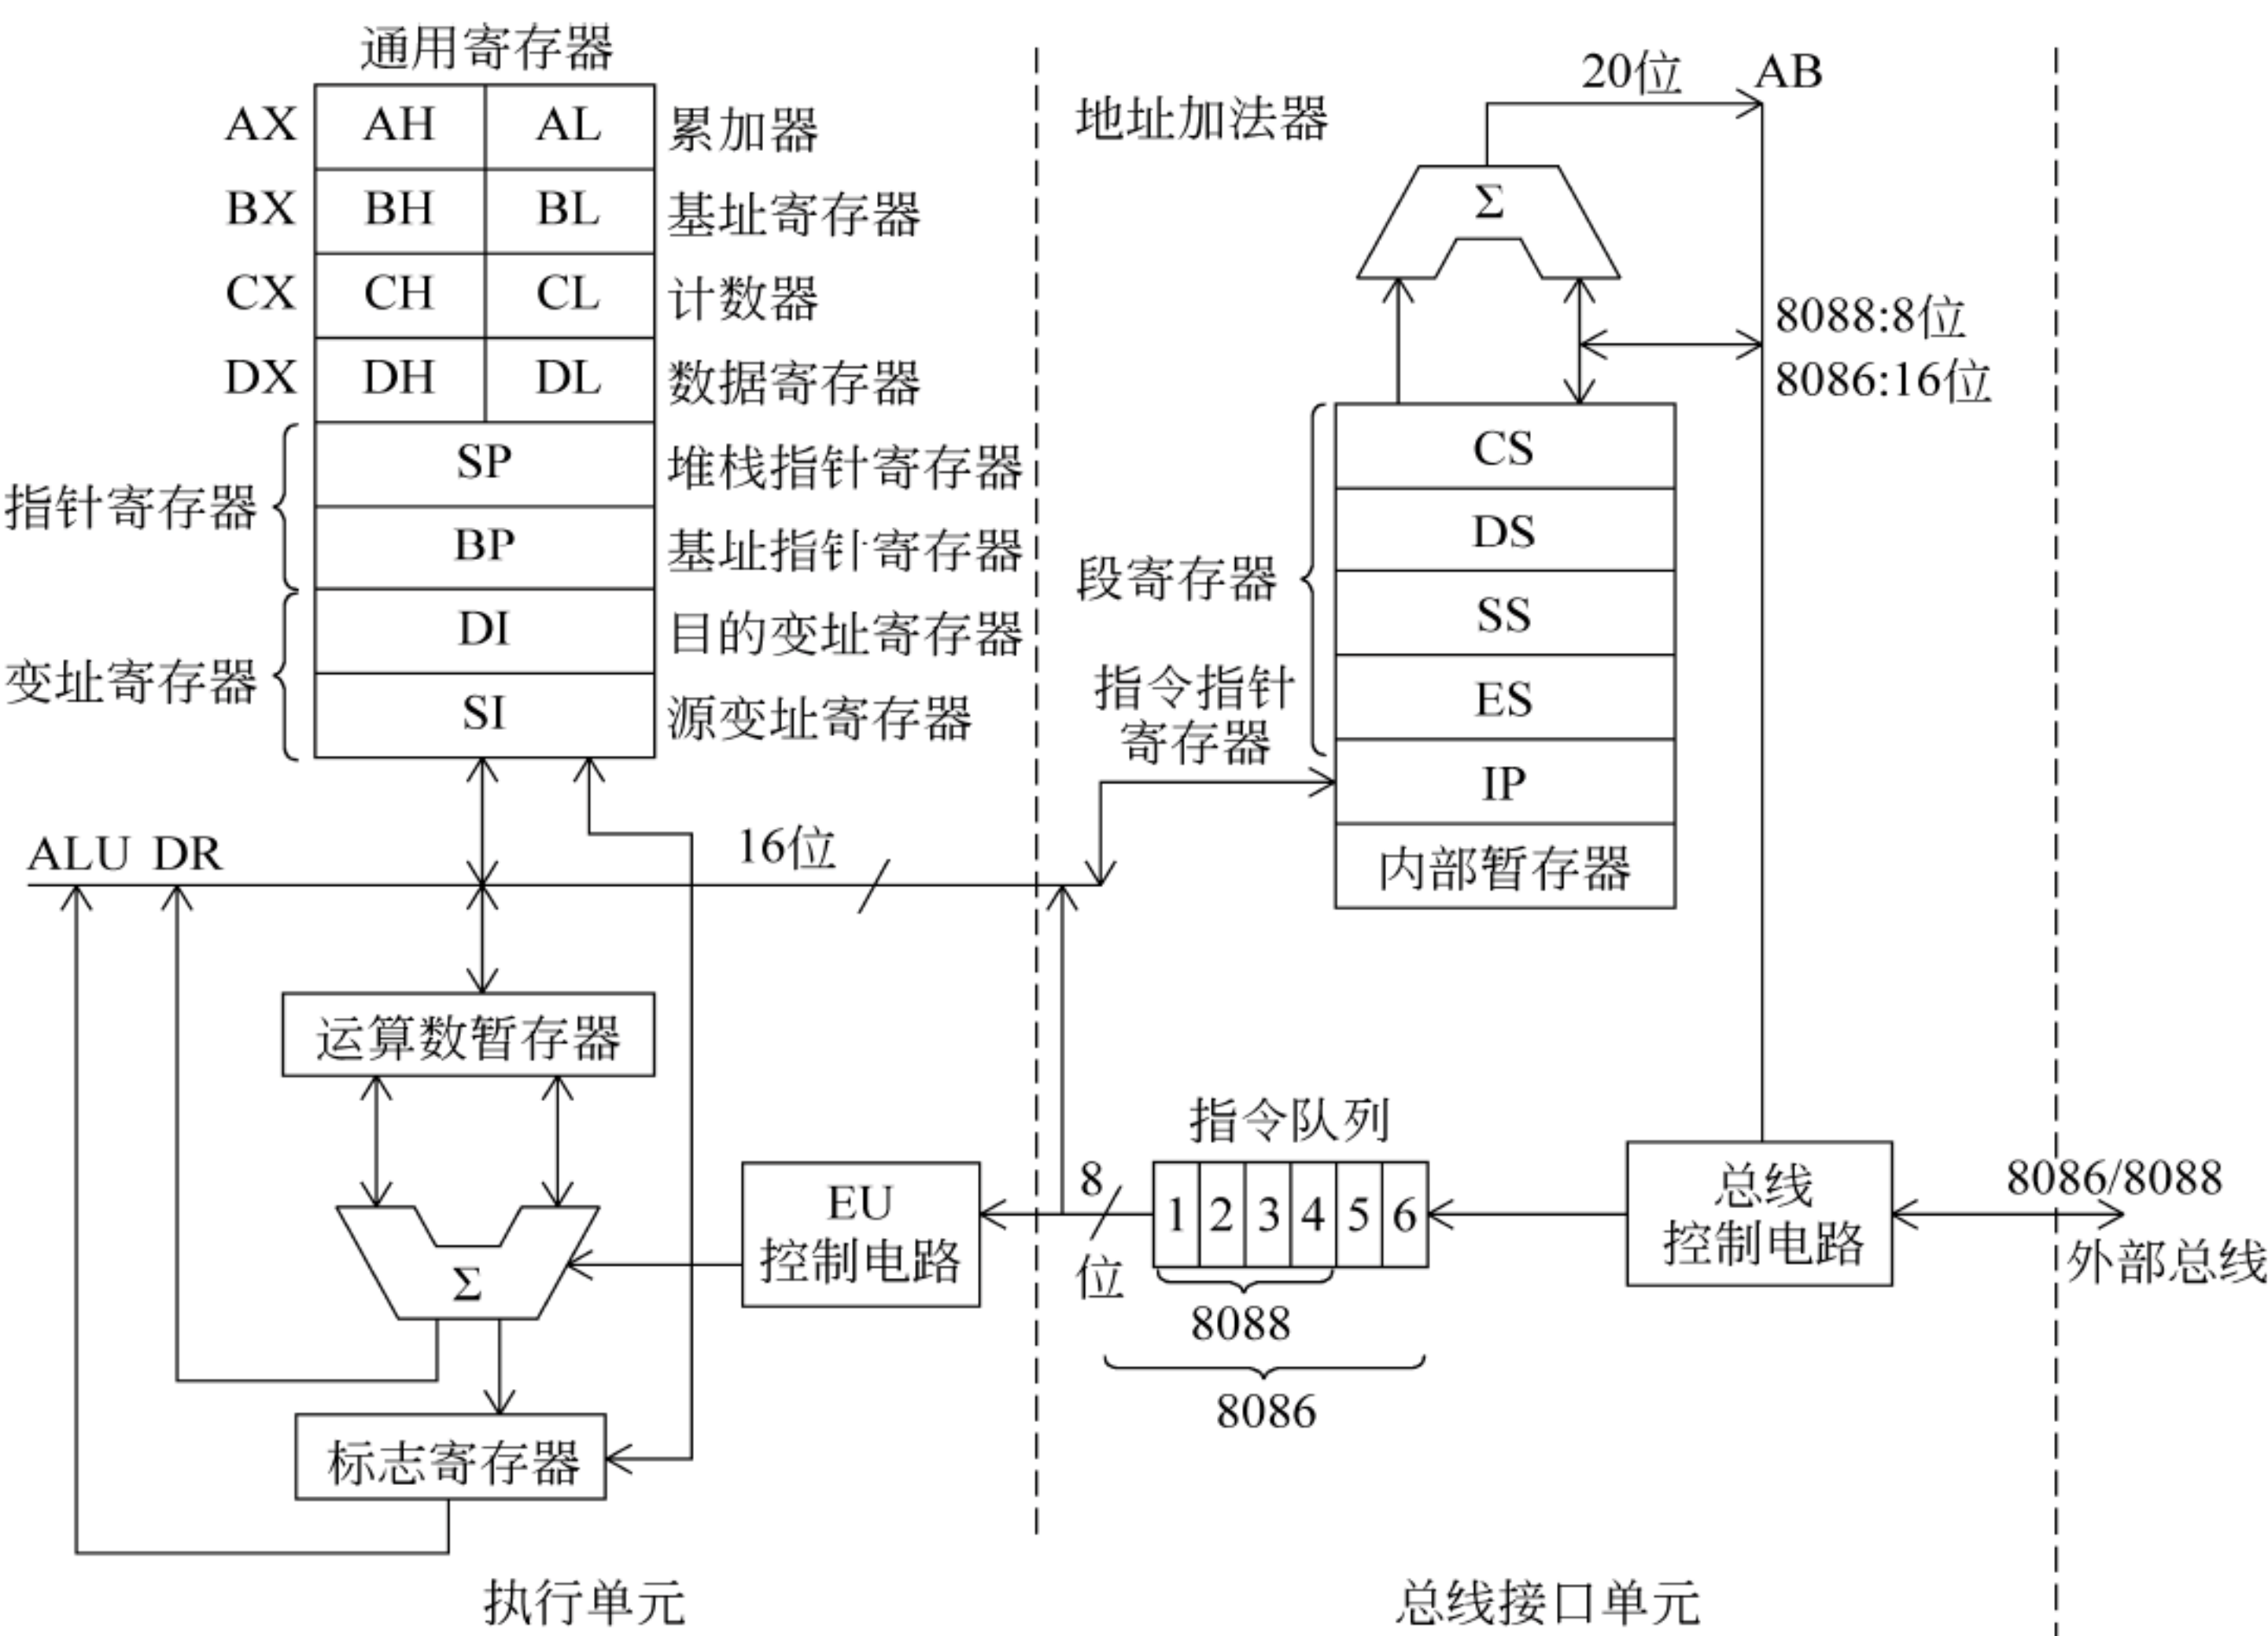 通用寄存器
AX AH AL 累加器
BX BH BL 基址寄存器
CX CH CL 计数器
DX DH DL 数据寄存器
指针寄存器
SP 堆栈指针寄存器
BP 基址指针寄存器
变址寄存器
DI 目的变址寄存器
SI 源变址寄存器
ALU DR
16位
运算数暂存器
Σ
EU
控制电路
标志寄存器
执行单元
地址加法器
20位 AB
Σ
8088:8位
8086:16位
段寄存器
CS
DS
SS
ES
指令指针
寄存器
IP
内部暂存器
指令队列
8
位
1 2 3 4 5 6
8088
8086
总线
控制电路
8086/8088
外部总线
总线接口单元